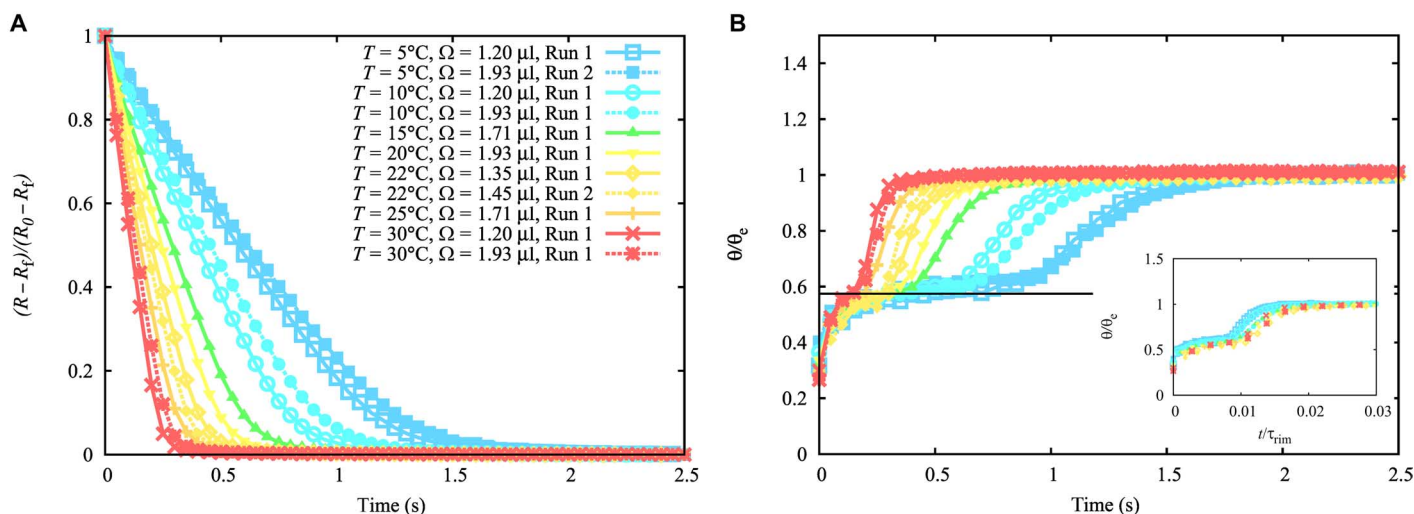 A
(R – R_f)/(R_0 – R_f)
1
0.8
0.6
0.4
0.2
0
T = 5°C, Ω = 1.20 μl, Run 1
T = 5°C, Ω = 1.93 μl, Run 2
T = 10°C, Ω = 1.20 μl, Run 1
T = 10°C, Ω = 1.93 μl, Run 1
T = 15°C, Ω = 1.71 μl, Run 1
T = 20°C, Ω = 1.93 μl, Run 1
T = 22°C, Ω = 1.35 μl, Run 1
T = 22°C, Ω = 1.45 μl, Run 2
T = 25°C, Ω = 1.71 μl, Run 1
T = 30°C, Ω = 1.20 μl, Run 1
T = 30°C, Ω = 1.93 μl, Run 1
0 0.5 1 1.5 2 2.5
Time (s)
B
θ/θ_e
1.4
1.2
1
0.8
0.6
0.4
0.2
0
0 0.5 1 1.5 2 2.5
Time (s)
θ/θ_e
1.5
1
0.5
0
0 0.01 0.02 0.03
t/τ_rim